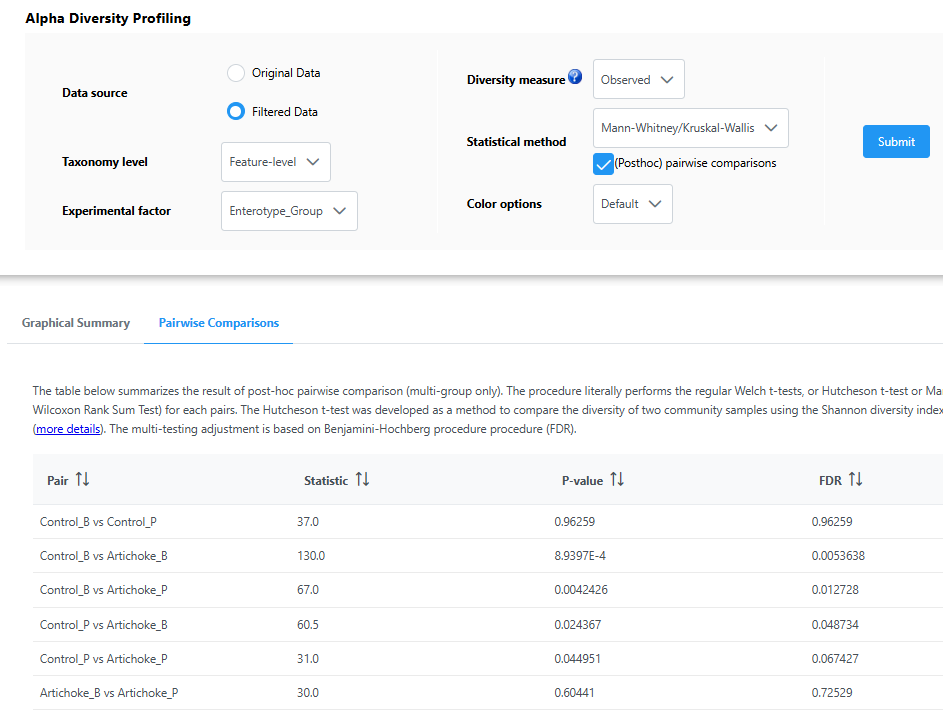 Alpha Diversity Profiling
Data source
Original Data
Filtered Data
Taxonomy level
Feature-level
Experimental factor
Enterotype_Group
Diversity measure
Observed
Statistical method
Mann-Whitney/Kruskal-Wallis
(Posthoc) pairwise comparisons
Color options
Default
Submit
Graphical Summary Pairwise Comparisons
The table below summarizes the result of post-hoc pairwise comparison (multi-group only). The procedure literally performs the regular Welch t-tests, or Hutcheson t-test or
Wilcoxon Rank Sum Test) for each pairs. The Hutcheson t-test was developed as a method to compare the diversity of two community samples using the Shannon diversity index
(more details). The multi-testing adjustment is based on Benjamini-Hochberg procedure procedure (FDR).
Pair Statistic P-value FDR
Control_B vs Control_P 37.0 0.96259 0.96259
Control_B vs Artichoke_B 130.0 8.9397E-4 0.0053638
Control_B vs Artichoke_P 67.0 0.0042426 0.012728
Control_P vs Artichoke_B 60.5 0.024367 0.048734
Control_P vs Artichoke_P 31.0 0.044951 0.067427
Artichoke_B vs Artichoke_P 30.0 0.60441 0.72529